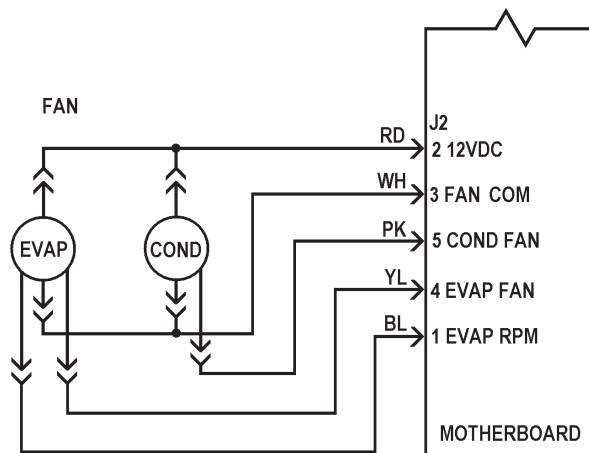 FAN
J2
RD
2 12VDC
WH
3 FAN COM
PK
5 COND FAN
EVAP
COND
YL
4 EVAP FAN
BL
1 EVAP RPM
MOTHERBOARD